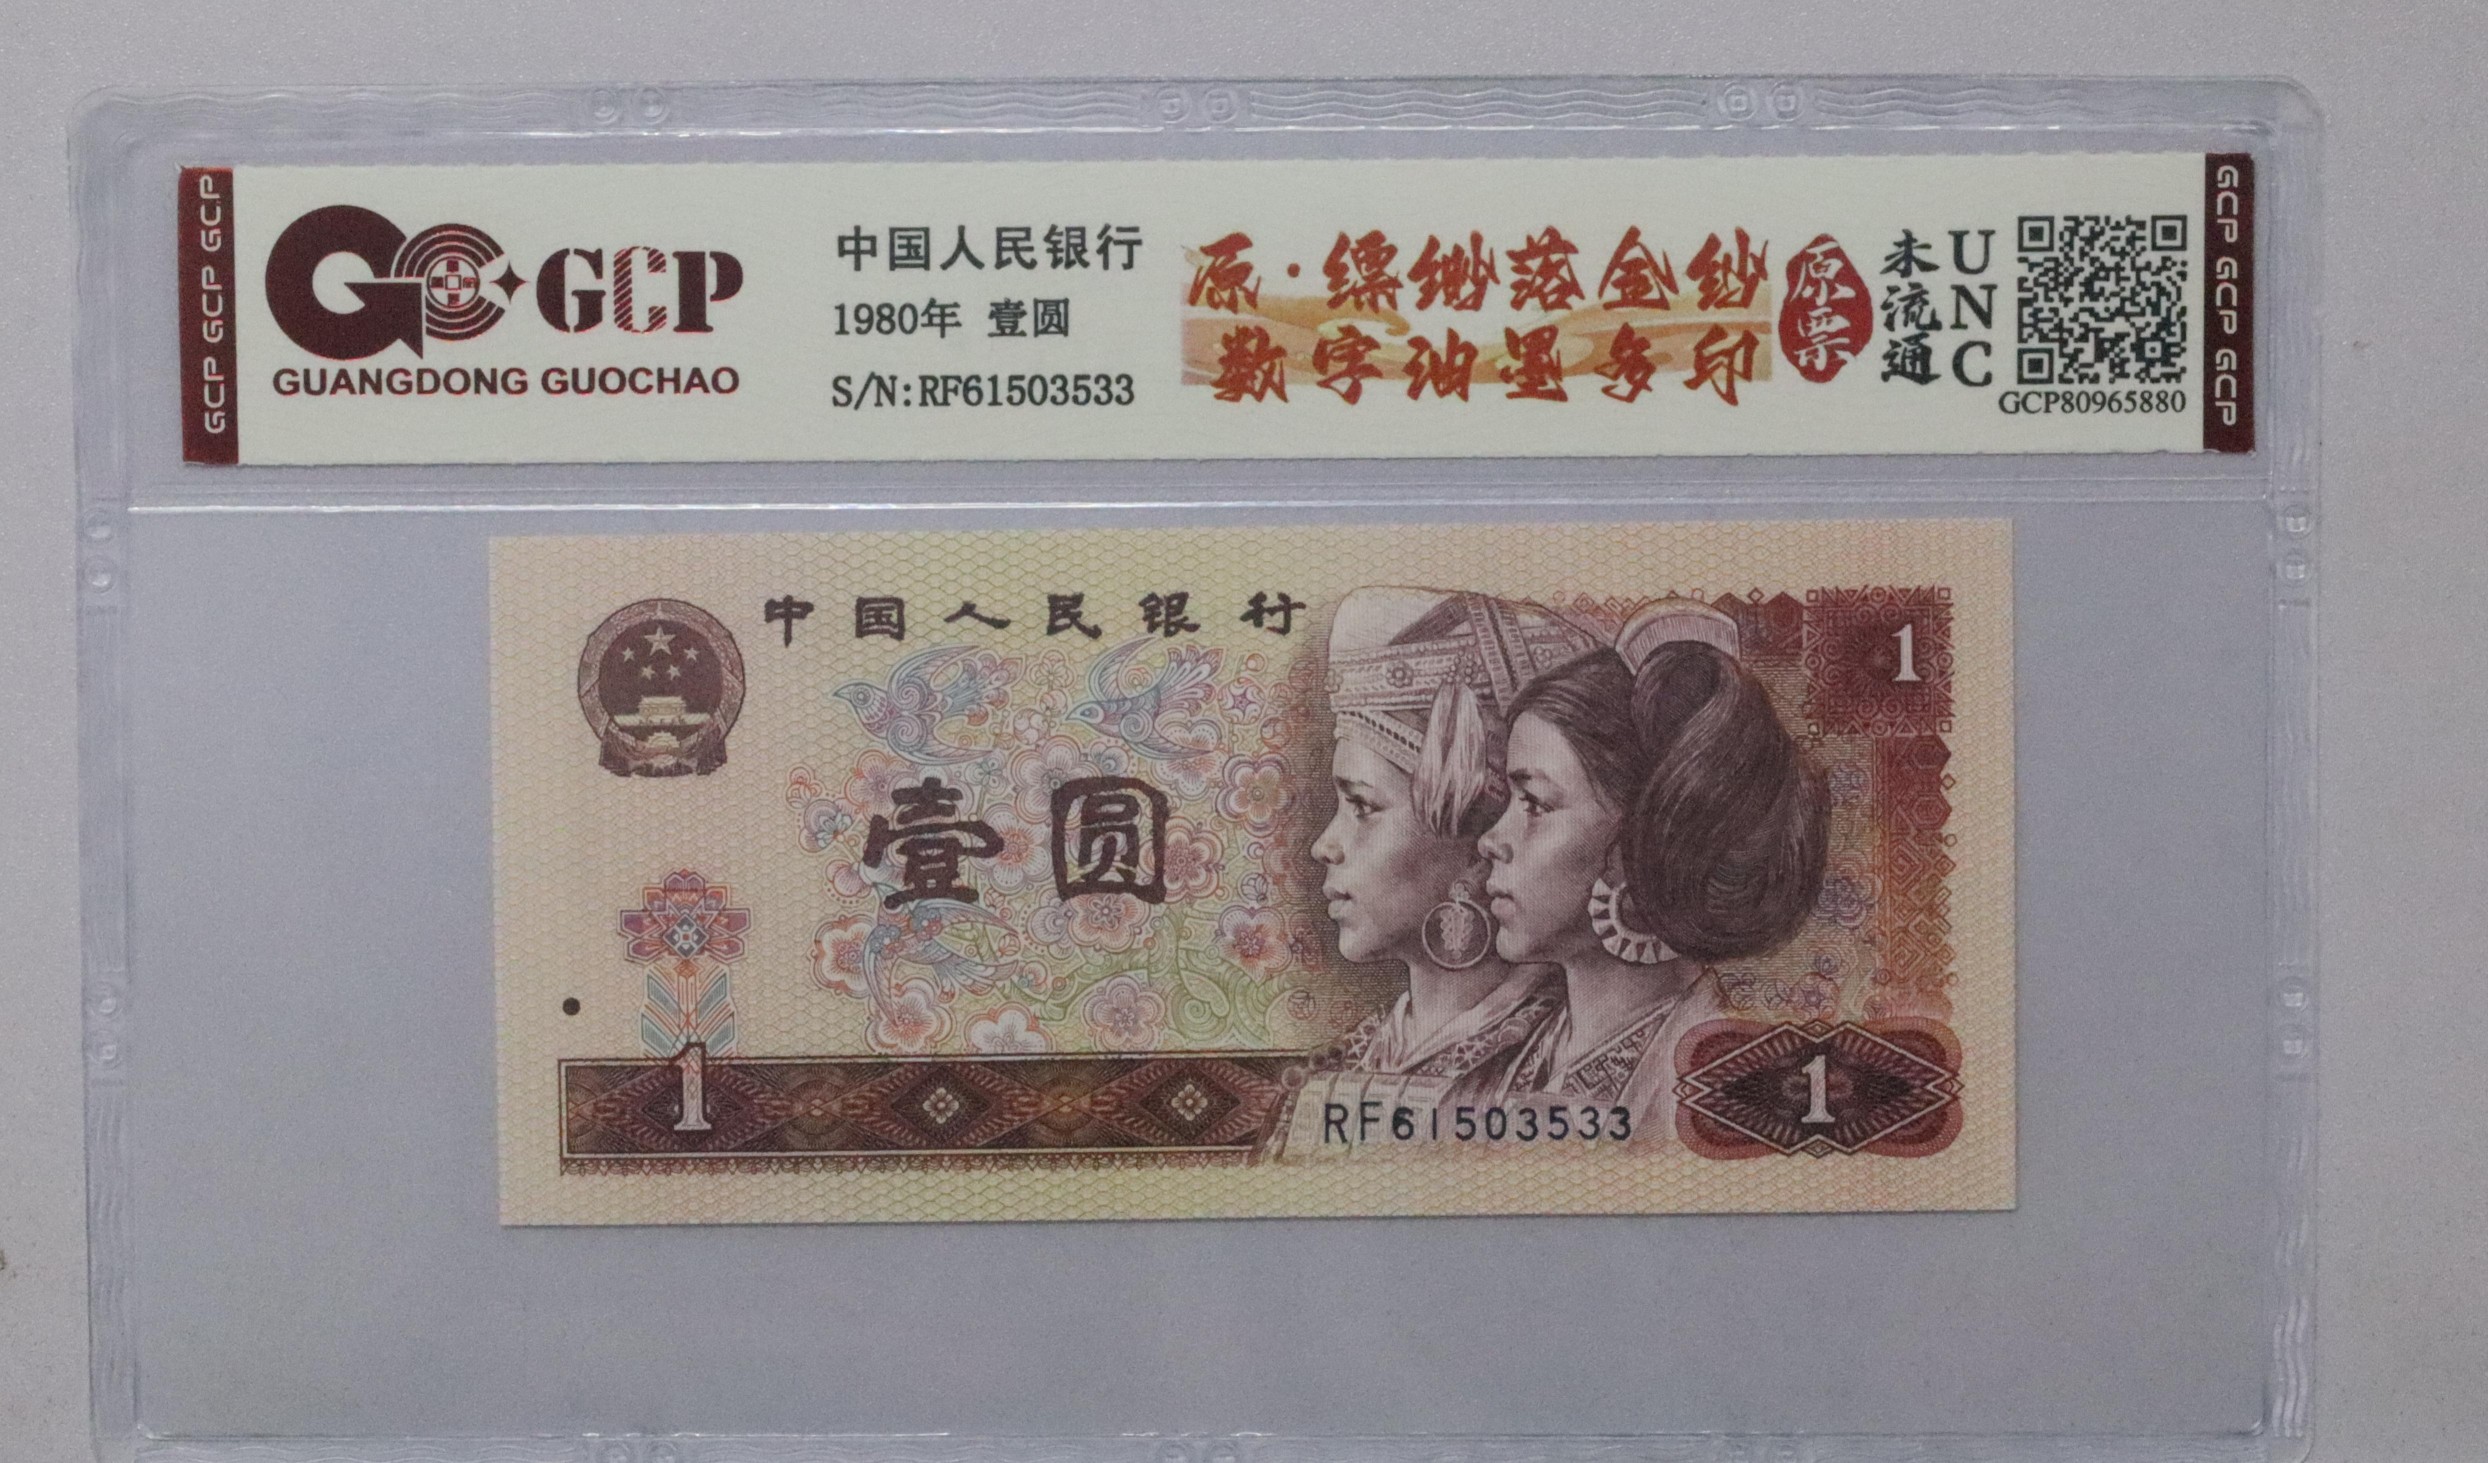 GCP GCP GCP
GCP
GUANGDONG GUOCHAO
中国人民银行
1980年 壹圆
S/N:RF61503533
原·缥缈落金纱
数字油墨多印
原票
未流通
UNC
GCP80965880
GCP GCP GCP
中国人民银行
1
壹圆
1
RF61503533
1